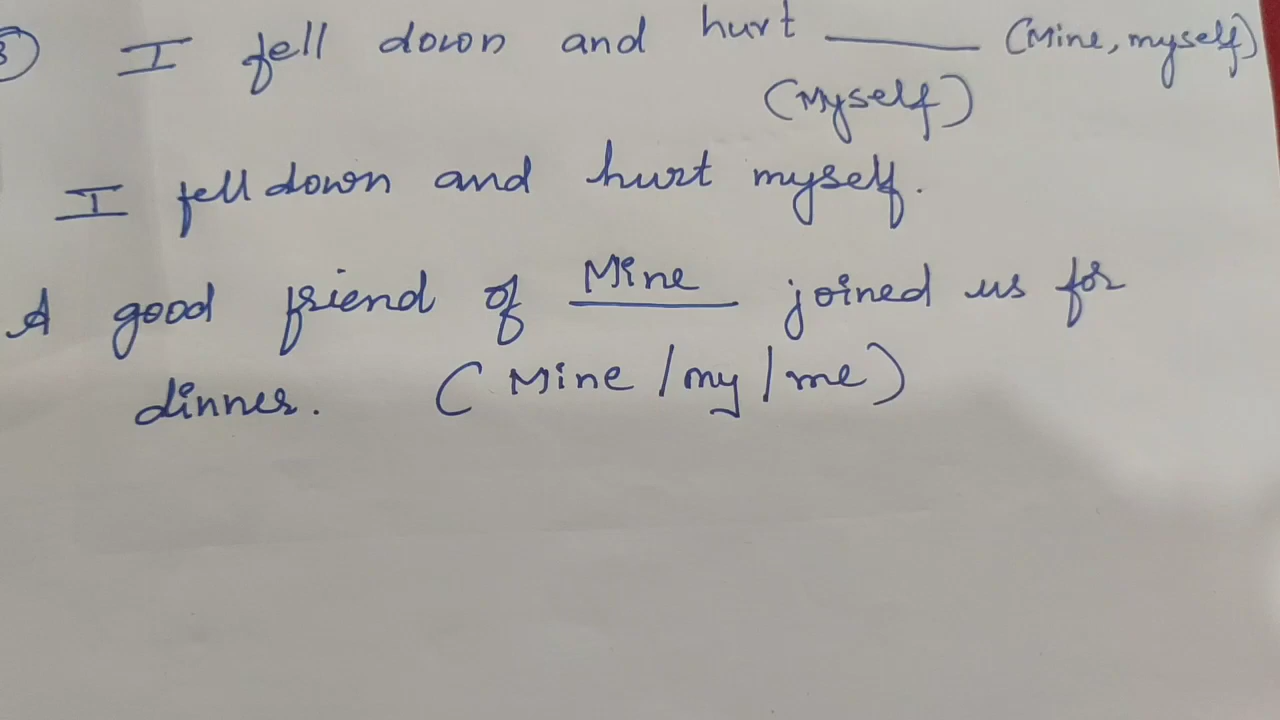 3) I fell down and hurt ______ (Mine, myself)
(Myself)
I fell down and hurt myself.
A good friend of Mine joined us for
dinner. (Mine / my / me)